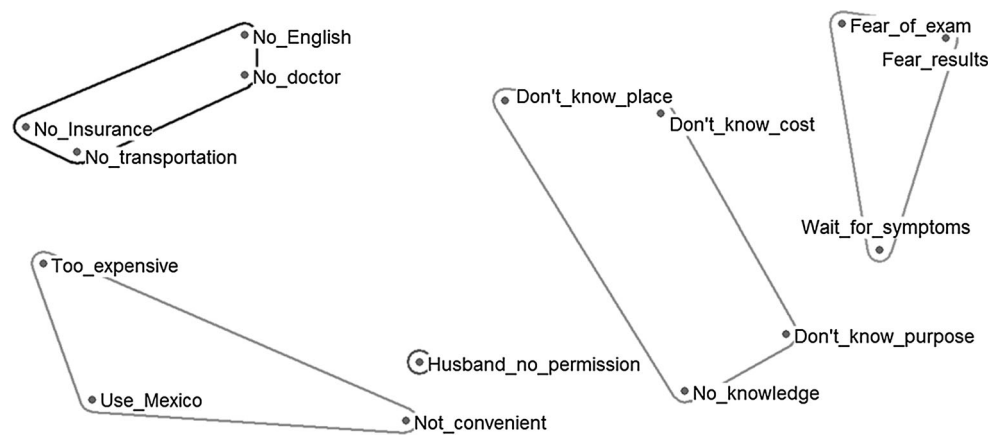 No_English
No_doctor
No_Insurance
No_transportation
Don't_know_place
Don't_know_cost
Fear_of_exam
Fear_results
Wait_for_symptoms
Too_expensive
Use_Mexico
Husband_no_permission
Not_convenient
Don't_know_purpose
No_knowledge